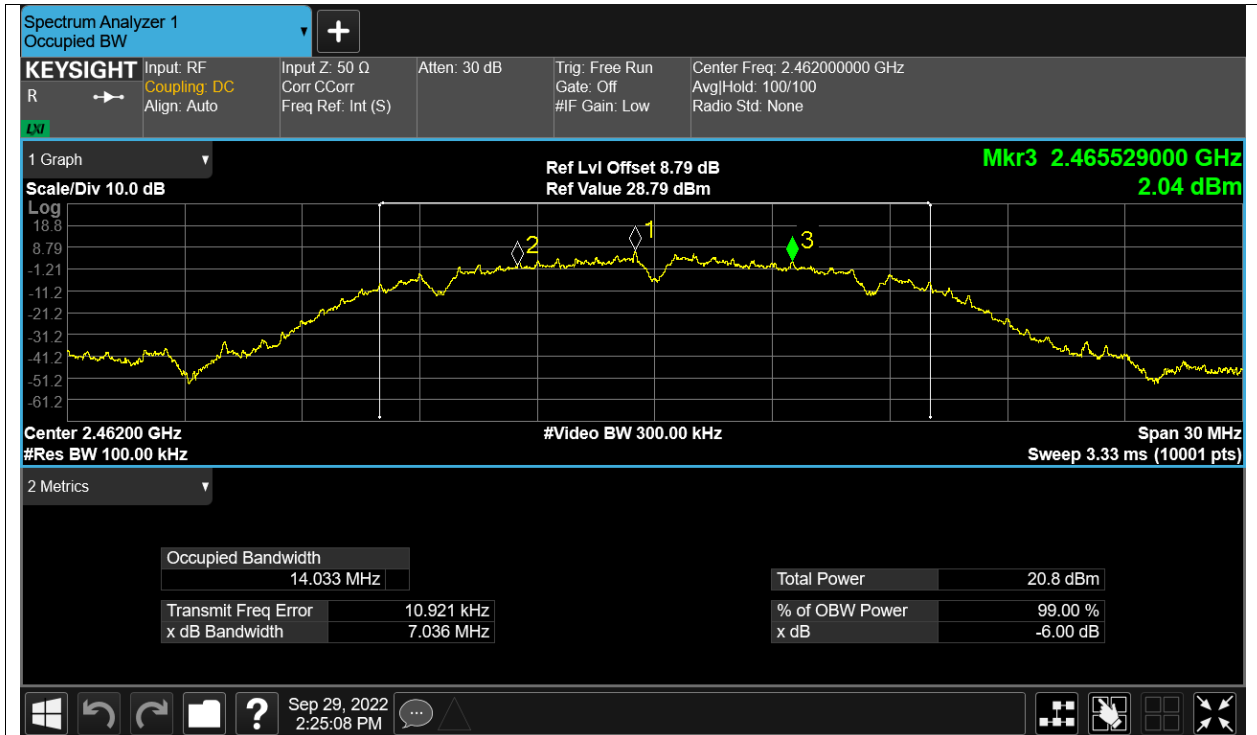 Spectrum Analyzer 1
Occupied BW
+
KEYSIGHT
R
LXI
Input: RF
Coupling: DC
Align: Auto
Input Z: 50 Ω
Corr CCorr
Freq Ref: Int (S)
Atten: 30 dB
Trig: Free Run
Gate: Off
#IF Gain: Low
Center Freq: 2.462000000 GHz
Avg|Hold: 100/100
Radio Std: None
1 Graph
Scale/Div 10.0 dB
Ref Lvl Offset 8.79 dB
Ref Value 28.79 dBm
Mkr3 2.465529000 GHz
2.04 dBm
Log
18.8
8.79
-1.21
-11.2
-21.2
-31.2
-41.2
-51.2
-61.2
2
1
3
Center 2.46200 GHz
#Res BW 100.00 kHz
#Video BW 300.00 kHz
Span 30 MHz
Sweep 3.33 ms (10001 pts)
2 Metrics
Occupied Bandwidth
14.033 MHz
Transmit Freq Error 10.921 kHz
x dB Bandwidth 7.036 MHz
Total Power 20.8 dBm
% of OBW Power 99.00 %
x dB -6.00 dB
?
Sep 29, 2022
2:25:08 PM